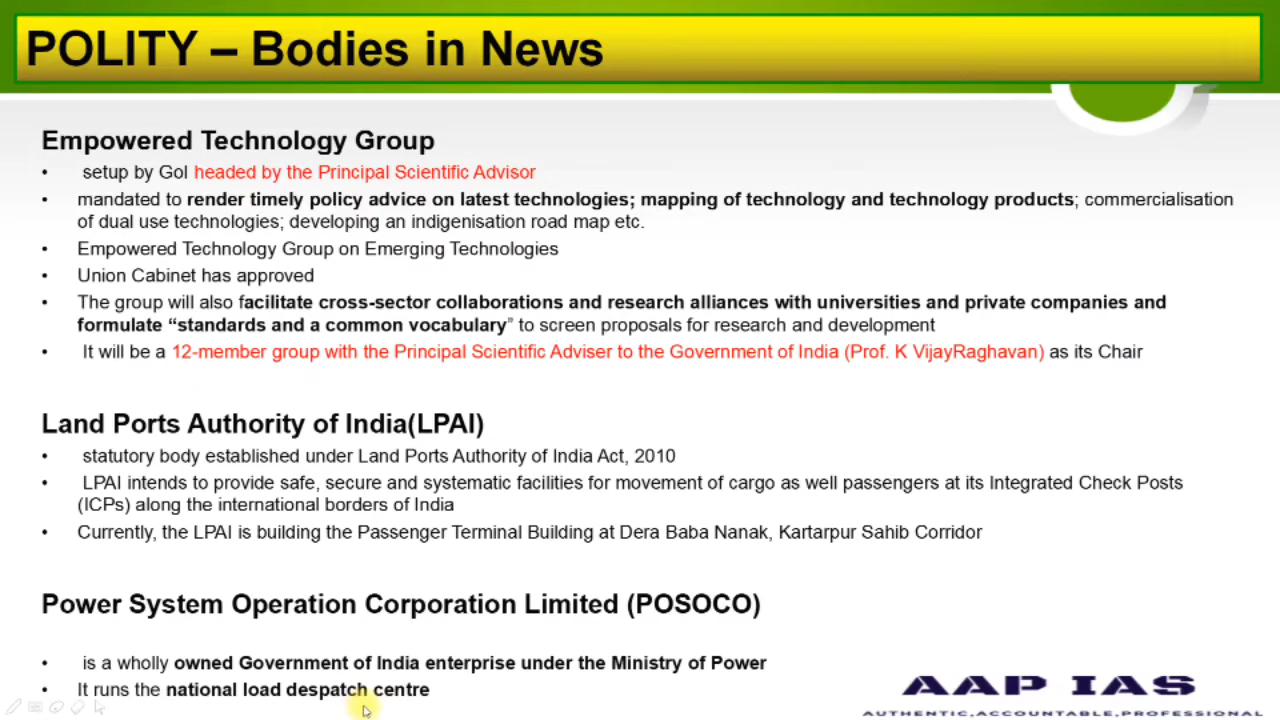 POLITY – Bodies in News
Empowered Technology Group
• setup by GoI headed by the Principal Scientific Advisor
• mandated to render timely policy advice on latest technologies; mapping of technology and technology products; commercialisation
of dual use technologies; developing an indigenisation road map etc.
• Empowered Technology Group on Emerging Technologies
• Union Cabinet has approved
• The group will also facilitate cross-sector collaborations and research alliances with universities and private companies and
formulate “standards and a common vocabulary” to screen proposals for research and development
• It will be a 12-member group with the Principal Scientific Adviser to the Government of India (Prof. K VijayRaghavan) as its Chair
Land Ports Authority of India(LPAI)
• statutory body established under Land Ports Authority of India Act, 2010
• LPAI intends to provide safe, secure and systematic facilities for movement of cargo as well passengers at its Integrated Check Posts
(ICPs) along the international borders of India
• Currently, the LPAI is building the Passenger Terminal Building at Dera Baba Nanak, Kartarpur Sahib Corridor
Power System Operation Corporation Limited (POSOCO)
• is a wholly owned Government of India enterprise under the Ministry of Power
• It runs the national load despatch centre
AAP IAS
AUTHENTIC,ACCOUNTABLE,PROFESSIONAL